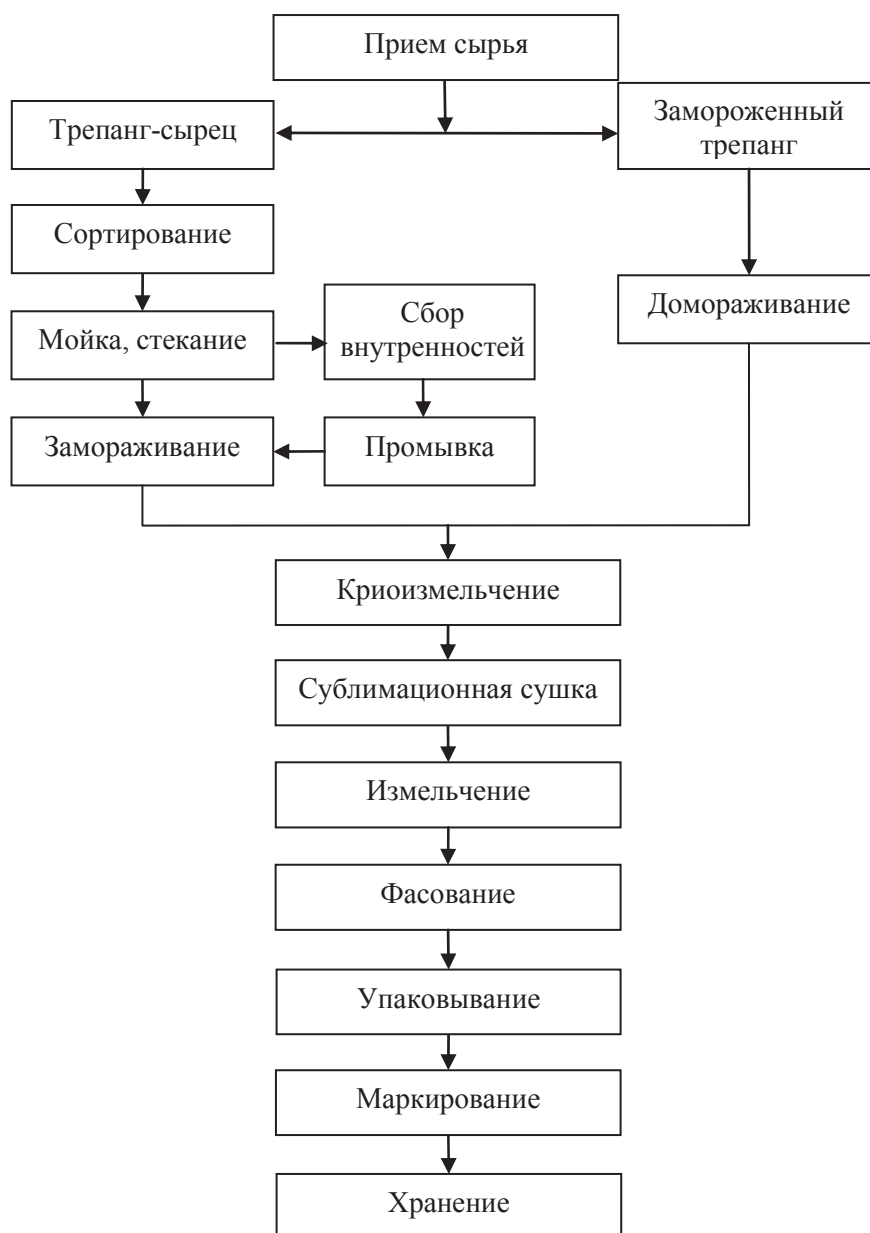 Прием сырья
Трепанг-сырец
Замороженный
трепанг
Сортирование
Мойка, стекание
Сбор
внутренностей
Домораживание
Замораживание
Промывка
Криоизмельчение
Сублимационная сушка
Измельчение
Фасование
Упаковывание
Маркирование
Хранение